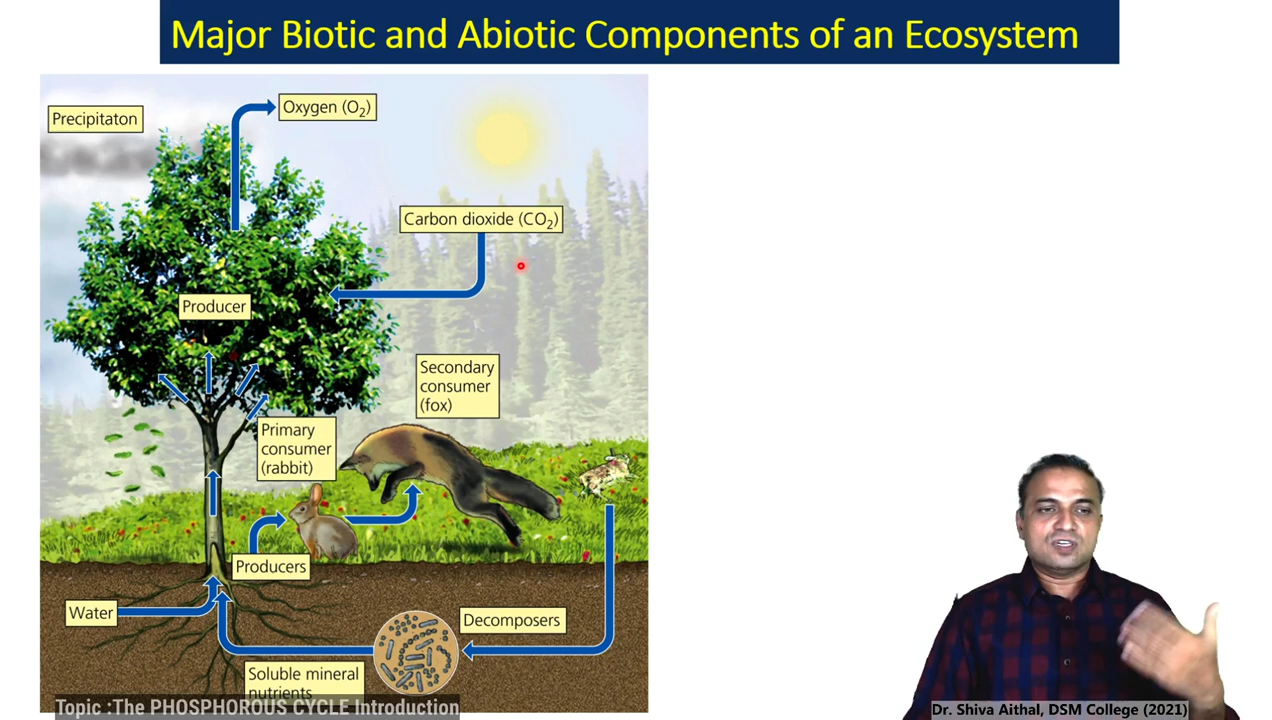 Major Biotic and Abiotic Components of an Ecosystem
Precipitaton
Oxygen (O₂)
Carbon dioxide (CO₂)
Producer
Secondary
consumer
(fox)
Primary
consumer
(rabbit)
Producers
Water
Decomposers
Soluble mineral
nutrients
Topic :The PHOSPHOROUS CYCLE Introduction
Dr. Shiva Aithal, DSM College (2021)